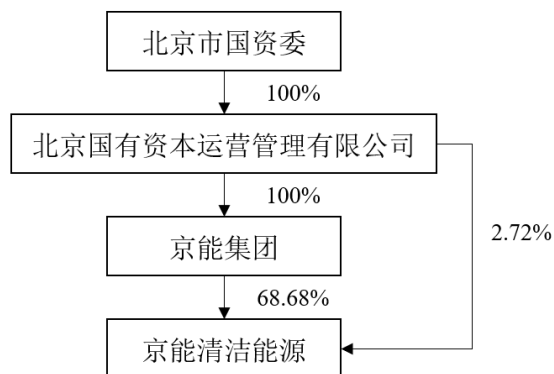 北京市国资委
100%
北京国有资本运营管理有限公司
100%
2.72%
京能集团
68.68%
京能清洁能源